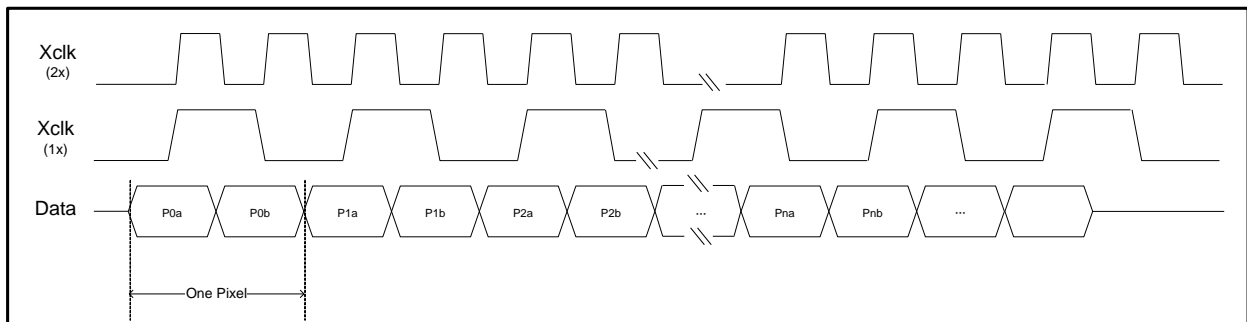 Xclk
(2x)
Xclk
(1x)
Data
P0a P0b P1a P1b P2a P2b ... Pna Pnb ...
One Pixel